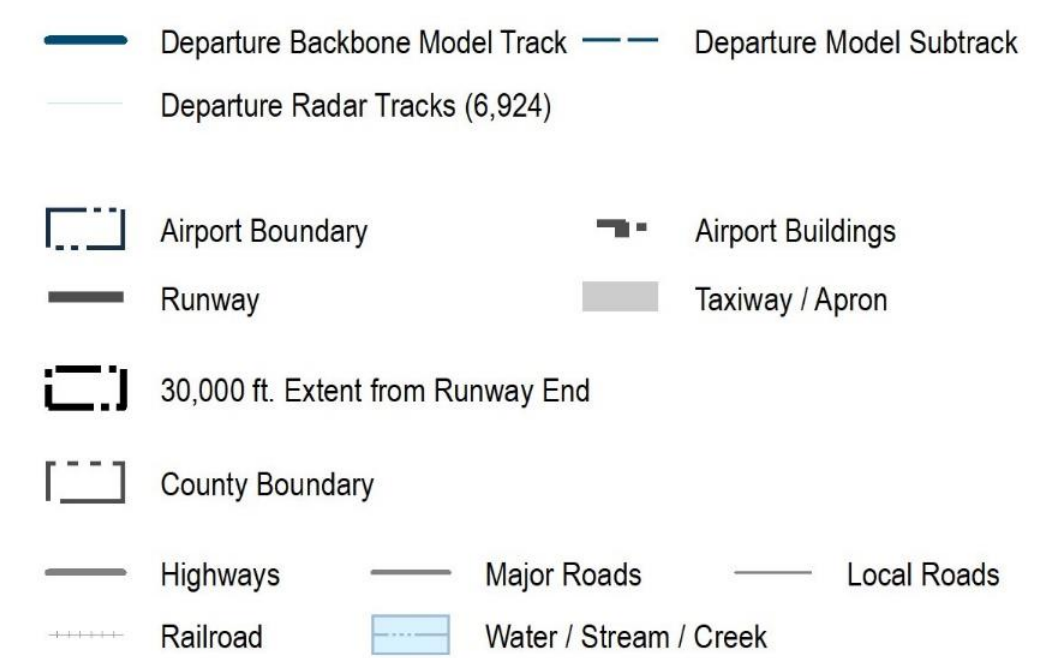 Departure Backbone Model Track Departure Model Subtrack
Departure Radar Tracks (6,924)
Airport Boundary Airport Buildings
Runway Taxiway / Apron
30,000 ft. Extent from Runway End
County Boundary
Highways Major Roads Local Roads
Railroad Water / Stream / Creek